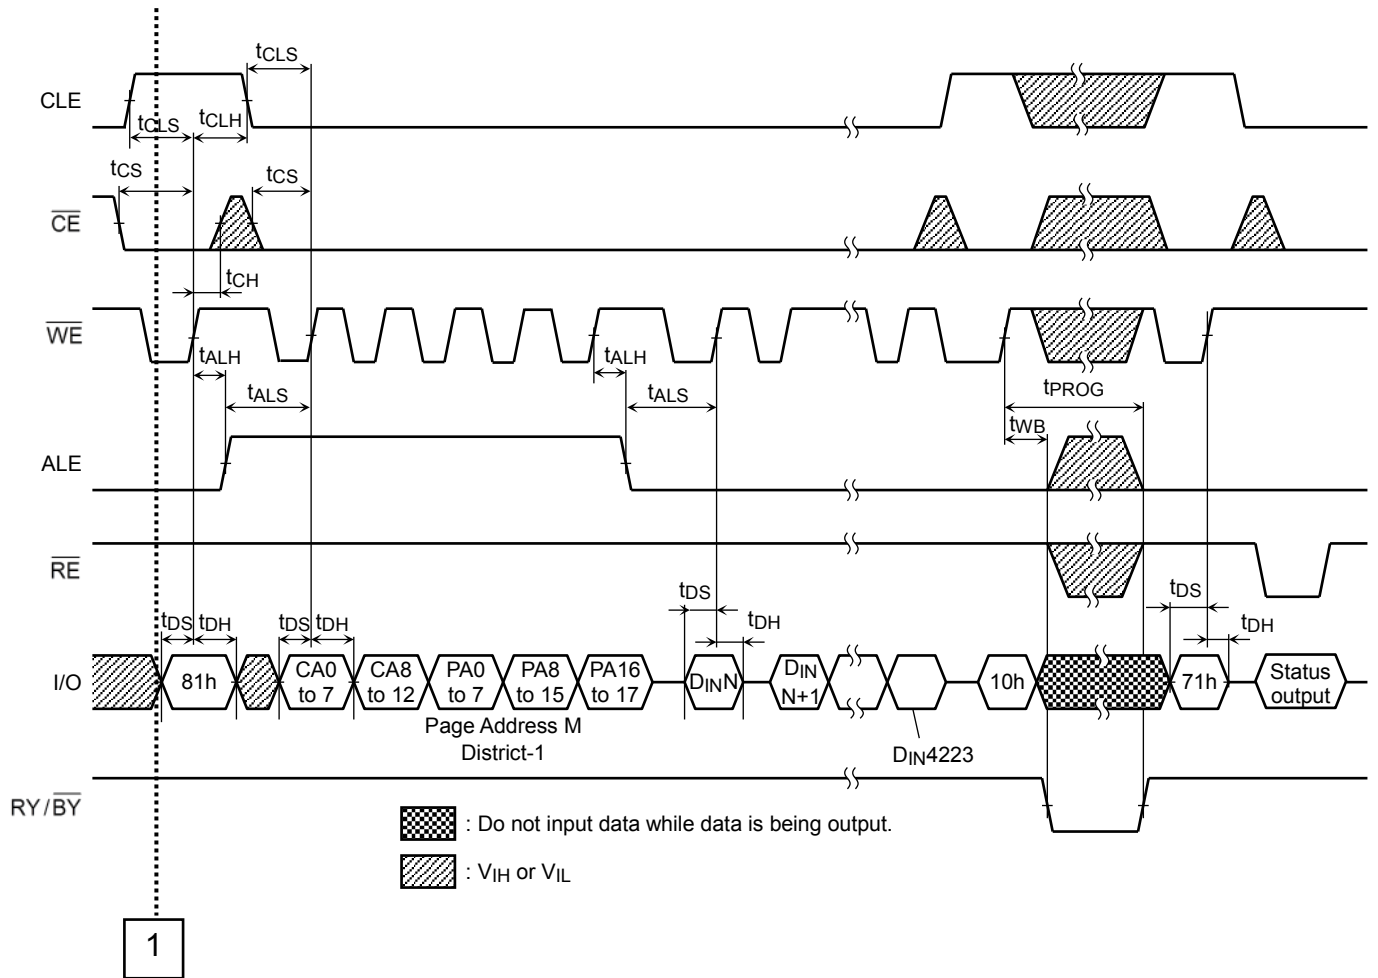 tCLS
CLE
tCLS tCLH
tCS tCS
CE
tCH
WE
tALH tALH
tALS tALS tPROG
tWB
ALE
RE
tDS tDH tDS tDH tDS tDH tDS tDH
I/O 81h CA0 to 7 CA8 to 12 PA0 to 7 PA8 to 15 PA16 to 17 DINN DIN N+1 10h 71h Status output
Page Address M
District-1
DIN4223
RY/BY
: Do not input data while data is being output.
: VIH or VIL
1